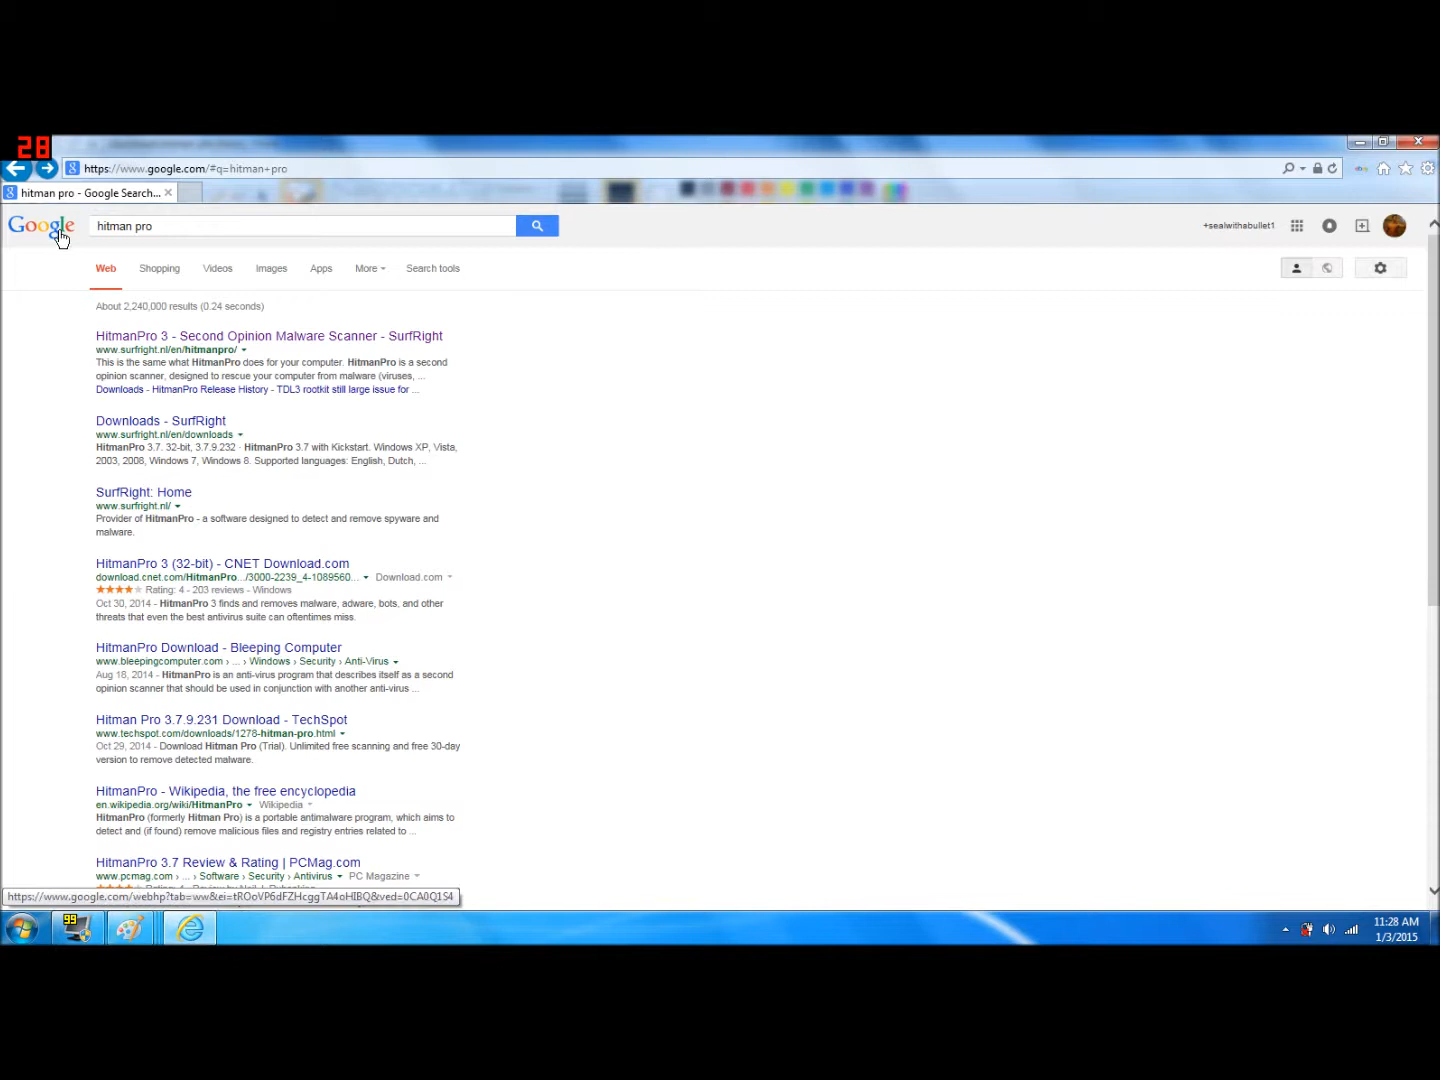 28
https://www.google.com/#q=hitman+pro
hitman pro - Google Search...
Google
hitman pro
+sealwithabullet1
Web Shopping Videos Images Apps More Search tools
About 2,240,000 results (0.24 seconds)
HitmanPro 3 - Second Opinion Malware Scanner - SurfRight
www.surfright.nl/en/hitmanpro/
This is the same what HitmanPro does for your computer. HitmanPro is a second
opinion scanner, designed to rescue your computer from malware (viruses, ...
Downloads - HitmanPro Release History - TDL3 rootkit still large issue for ...
Downloads - SurfRight
www.surfright.nl/en/downloads
HitmanPro 3.7. 32-bit, 3.7.9.232 · HitmanPro 3.7 with Kickstart. Windows XP, Vista,
2003, 2008, Windows 7, Windows 8. Supported languages: English, Dutch, ...
SurfRight: Home
www.surfright.nl/
Provider of HitmanPro - a software designed to detect and remove spyware and
malware.
HitmanPro 3 (32-bit) - CNET Download.com
download.cnet.com/HitmanPro.../3000-2239_4-1089560... Download.com
Rating: 4 - 203 reviews - Windows
Oct 30, 2014 - HitmanPro 3 finds and removes malware, adware, bots, and other
threats that even the best antivirus suite can oftentimes miss.
HitmanPro Download - Bleeping Computer
www.bleepingcomputer.com › ... › Windows › Security › Anti-Virus
Aug 18, 2014 - HitmanPro is an anti-virus program that describes itself as a second
opinion scanner that should be used in conjunction with another anti-virus ...
Hitman Pro 3.7.9.231 Download - TechSpot
www.techspot.com/downloads/1278-hitman-pro.html
Oct 29, 2014 - Download Hitman Pro (Trial). Unlimited free scanning and free 30-day
version to remove detected malware.
HitmanPro - Wikipedia, the free encyclopedia
en.wikipedia.org/wiki/HitmanPro Wikipedia
HitmanPro (formerly Hitman Pro) is a portable antimalware program, which aims to
detect and (if found) remove malicious files and registry entries related to ...
HitmanPro 3.7 Review & Rating | PCMag.com
www.pcmag.com › ... › Software › Security › Antivirus PC Magazine
https://www.google.com/webhp?tab=ww&ei=tROoVP6dFZHcggTA4oHIBQ&ved=0CA0Q1S4
99
11:28 AM
1/3/2015